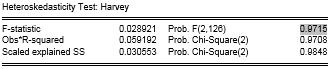 Heteroskedasticity Test: Harvey
F-statistic 0.028921 Prob. F(2,126) 0.9715
Obs*R-squared 0.059192 Prob. Chi-Square(2) 0.9708
Scaled explained SS 0.030553 Prob. Chi-Square(2) 0.9848